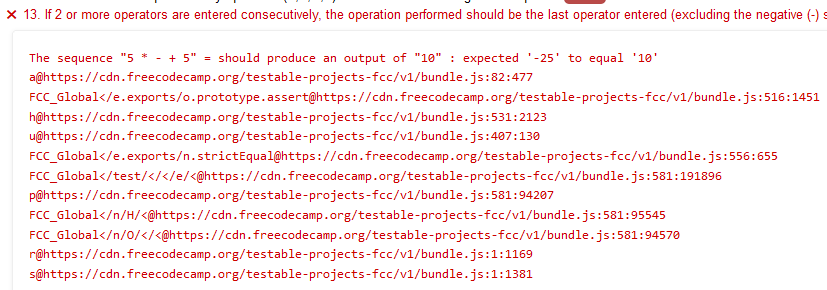 ✕ 13. If 2 or more operators are entered consecutively, the operation performed should be the last operator entered (excluding the negative (-) s
The sequence "5 * - + 5" = should produce an output of "10" : expected '-25' to equal '10'
a@https://cdn.freecodecamp.org/testable-projects-fcc/v1/bundle.js:82:477
FCC_Global</e.exports/o.prototype.assert@https://cdn.freecodecamp.org/testable-projects-fcc/v1/bundle.js:516:1451
h@https://cdn.freecodecamp.org/testable-projects-fcc/v1/bundle.js:531:2123
u@https://cdn.freecodecamp.org/testable-projects-fcc/v1/bundle.js:407:130
FCC_Global</e.exports/n.strictEqual@https://cdn.freecodecamp.org/testable-projects-fcc/v1/bundle.js:556:655
FCC_Global</test/</</e/<@https://cdn.freecodecamp.org/testable-projects-fcc/v1/bundle.js:581:191896
p@https://cdn.freecodecamp.org/testable-projects-fcc/v1/bundle.js:581:94207
FCC_Global</n/H/<@https://cdn.freecodecamp.org/testable-projects-fcc/v1/bundle.js:581:95545
FCC_Global</n/O/</<@https://cdn.freecodecamp.org/testable-projects-fcc/v1/bundle.js:581:94570
r@https://cdn.freecodecamp.org/testable-projects-fcc/v1/bundle.js:1:1169
s@https://cdn.freecodecamp.org/testable-projects-fcc/v1/bundle.js:1:1381